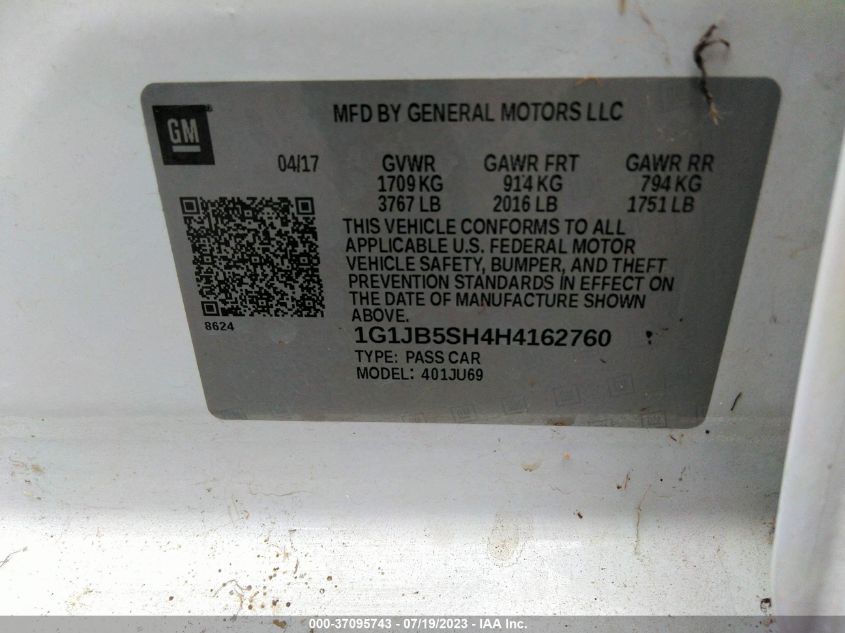 GM
MFD BY GENERAL MOTORS LLC
04/17 GVWR GAWR FRT GAWR RR
1709 KG 914 KG 794 KG
3767 LB 2016 LB 1751 LB
THIS VEHICLE CONFORMS TO ALL
APPLICABLE U.S. FEDERAL MOTOR
VEHICLE SAFETY, BUMPER, AND THEFT
PREVENTION STANDARDS IN EFFECT ON
THE DATE OF MANUFACTURE SHOWN
ABOVE.
8624
1G1JB5SH4H4162760
TYPE: PASS CAR
MODEL: 401JU69
000-37095743 - 07/19/2023 - IAA Inc.